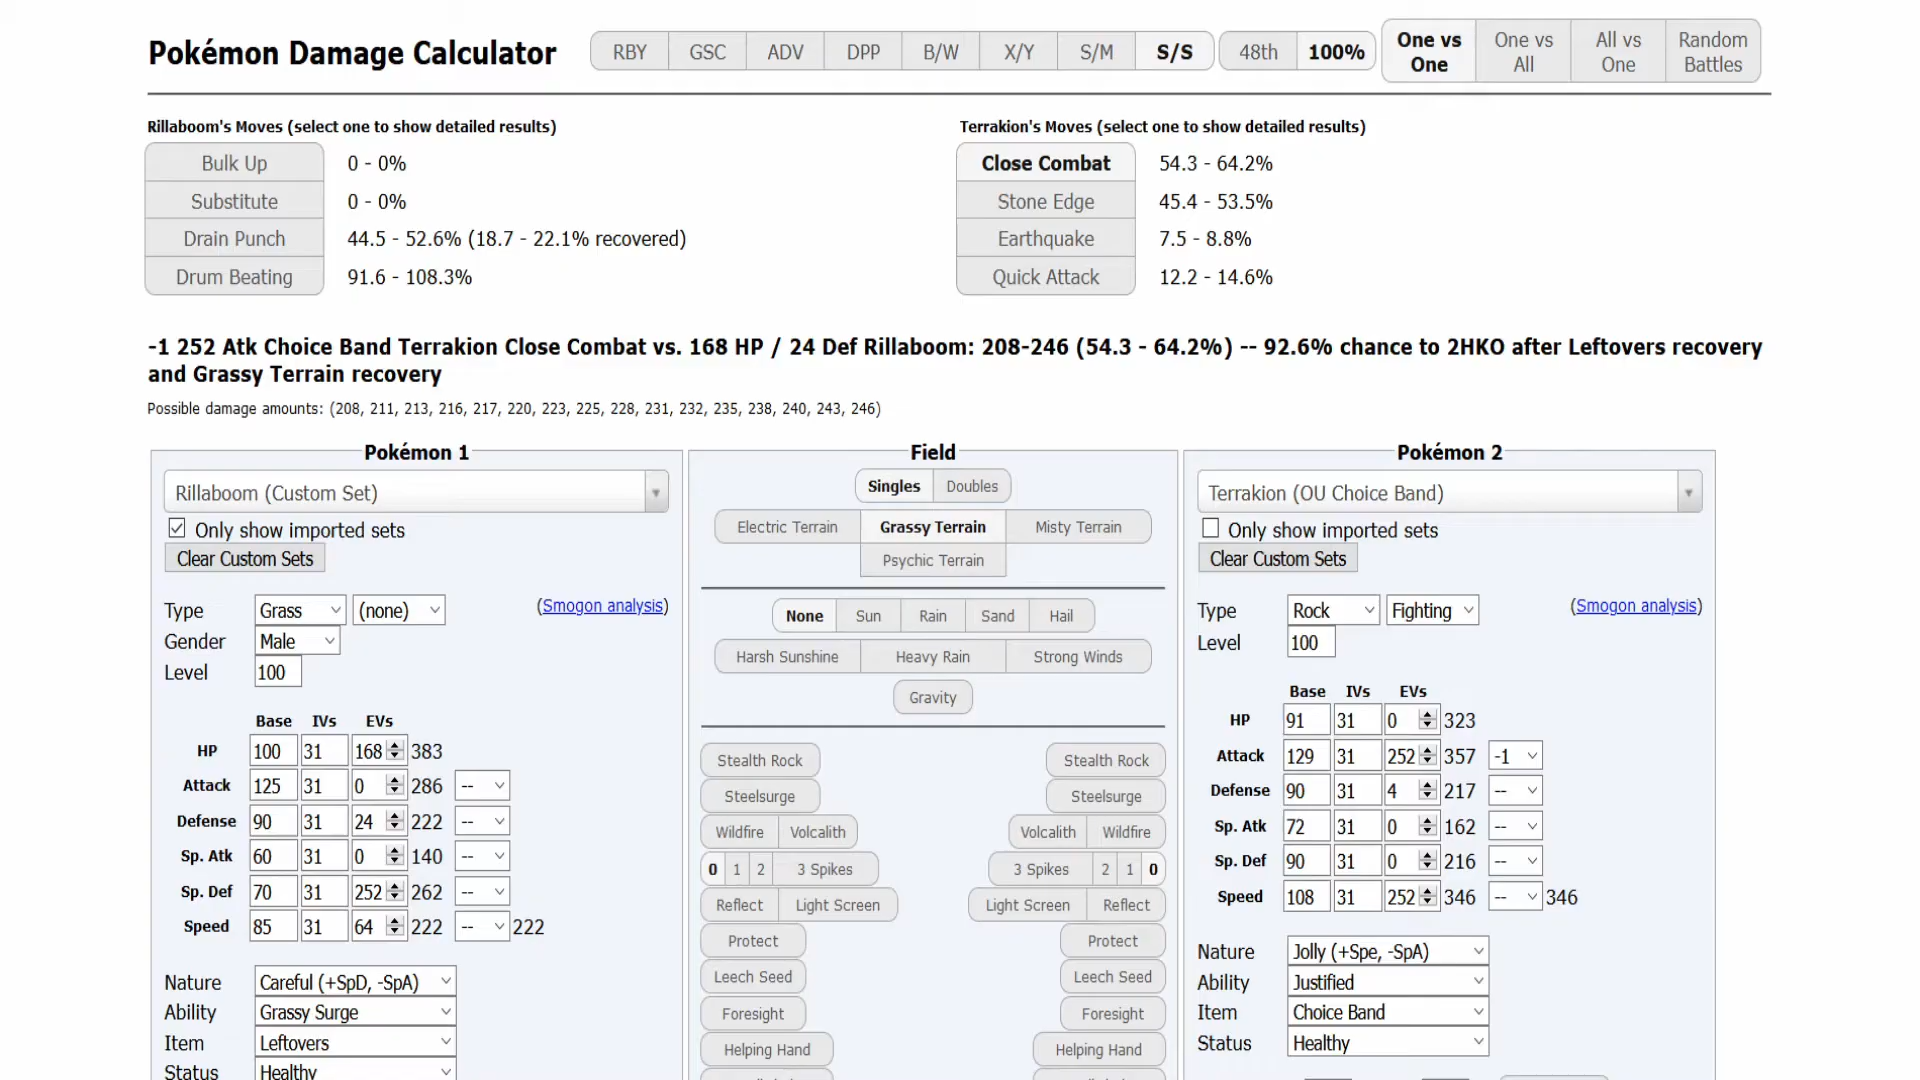 Pokémon Damage Calculator
RBY GSC ADV DPP B/W X/Y S/M S/S
48th 100%
One vs One
One vs All
All vs One
Random Battles
Rillaboom's Moves (select one to show detailed results)
Bulk Up 0 - 0%
Substitute 0 - 0%
Drain Punch 44.5 - 52.6% (18.7 - 22.1% recovered)
Drum Beating 91.6 - 108.3%
Terrakion's Moves (select one to show detailed results)
Close Combat 54.3 - 64.2%
Stone Edge 45.4 - 53.5%
Earthquake 7.5 - 8.8%
Quick Attack 12.2 - 14.6%
-1 252 Atk Choice Band Terrakion Close Combat vs. 168 HP / 24 Def Rillaboom: 208-246 (54.3 - 64.2%) -- 92.6% chance to 2HKO after Leftovers recovery
and Grassy Terrain recovery
Possible damage amounts: (208, 211, 213, 216, 217, 220, 223, 225, 228, 231, 232, 235, 238, 240, 243, 246)
Pokémon 1
Rillaboom (Custom Set)
Only show imported sets
Clear Custom Sets
Type Grass (none) (Smogon analysis)
Gender Male
Level 100
Base IVs EVs
HP 100 31 168 383
Attack 125 31 0 286 --
Defense 90 31 24 222 --
Sp. Atk 60 31 0 140 --
Sp. Def 70 31 252 262 --
Speed 85 31 64 222 -- 222
Nature Careful (+SpD, -SpA)
Ability Grassy Surge
Item Leftovers
Status Healthy
Field
Singles Doubles
Electric Terrain Grassy Terrain Misty Terrain
Psychic Terrain
None Sun Rain Sand Hail
Harsh Sunshine Heavy Rain Strong Winds
Gravity
Stealth Rock Stealth Rock
Steelsurge Steelsurge
Wildfire Volcalith Volcalith Wildfire
0 1 2 3 Spikes 3 Spikes 2 1 0
Reflect Light Screen Light Screen Reflect
Protect Protect
Leech Seed Leech Seed
Foresight Foresight
Helping Hand Helping Hand
Pokémon 2
Terrakion (OU Choice Band)
Only show imported sets
Clear Custom Sets
Type Rock Fighting (Smogon analysis)
Level 100
Base IVs EVs
HP 91 31 0 323
Attack 129 31 252 357 -1
Defense 90 31 4 217 --
Sp. Atk 72 31 0 162 --
Sp. Def 90 31 0 216 --
Speed 108 31 252 346 -- 346
Nature Jolly (+Spe, -SpA)
Ability Justified
Item Choice Band
Status Healthy